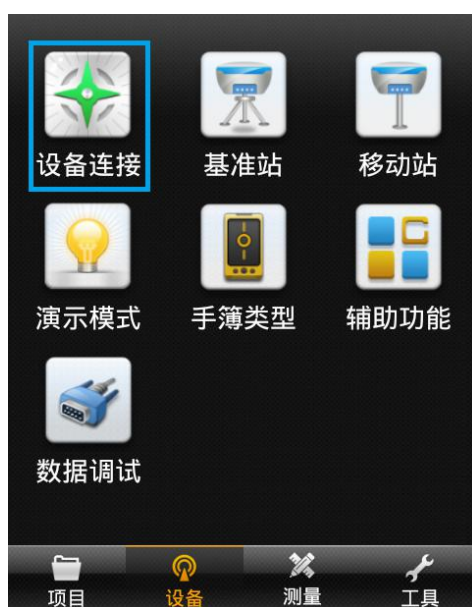 设备连接 基准站 移动站
演示模式 手簿类型 辅助功能
数据调试
项目 设备 测量 工具